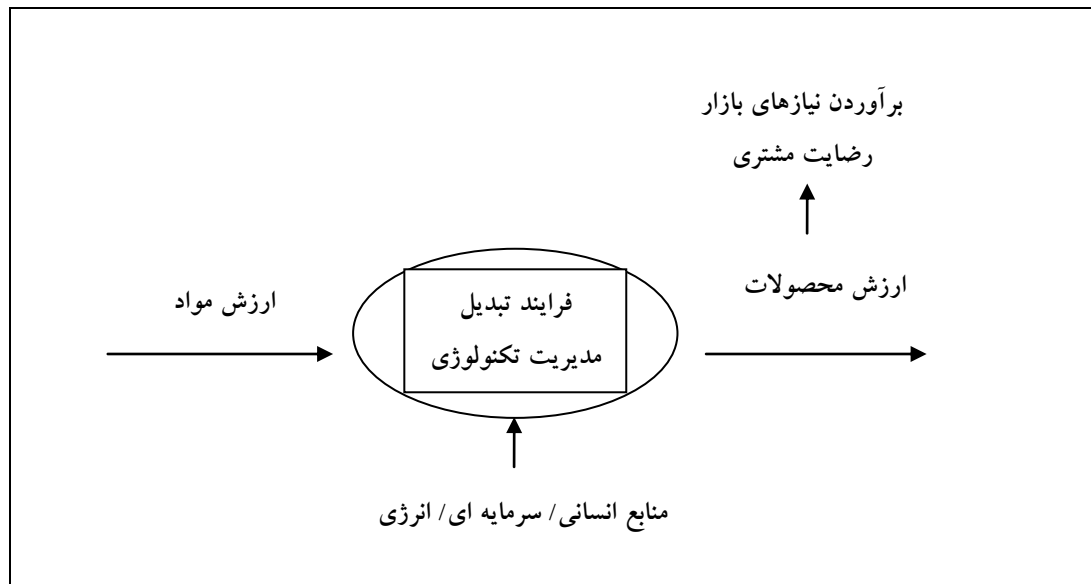 برآوردن نیازهای بازار
رضایت مشتری
ارزش محصولات
ارزش مواد
فرایند تبدیل
مدیریت تکنولوژی
منابع انسانی/ سرمایه ای/ انرژی